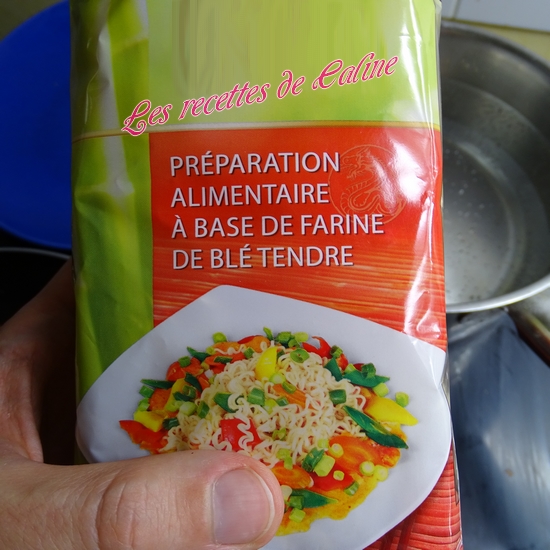 Les recettes de Caline
PRÉPARATION
ALIMENTAIRE
À BASE DE FARINE
DE BLÉ TENDRE